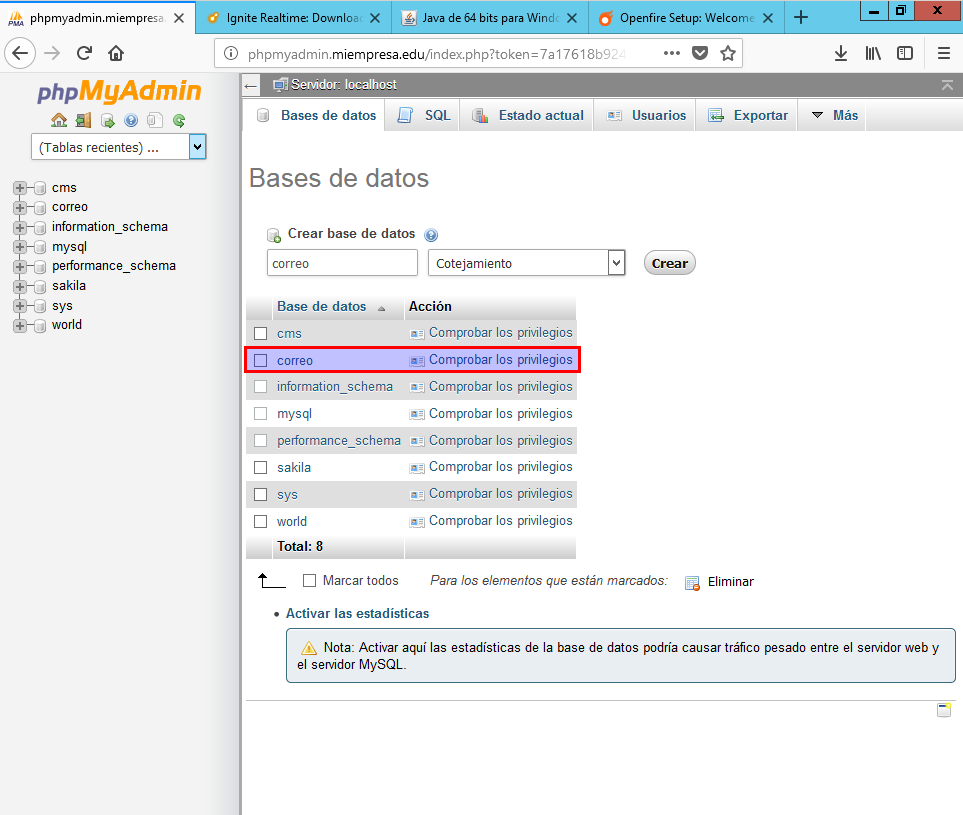 phpmyadmin.miempresa.
Ignite Realtime: Downloa
Java de 64 bits para Windo
Openfire Setup: Welcome
phpmyadmin.miempresa.edu/index.php?token=7a17618b924
phpMyAdmin
(Tablas recientes) ...
cms
correo
information_schema
mysql
performance_schema
sakila
sys
world
Servidor: localhost
Bases de datos
SQL
Estado actual
Usuarios
Exportar
Más
Bases de datos
Crear base de datos
correo
Cotejamiento
Crear
Base de datos Acción
cms Comprobar los privilegios
correo Comprobar los privilegios
information_schema Comprobar los privilegios
mysql Comprobar los privilegios
performance_schema Comprobar los privilegios
sakila Comprobar los privilegios
sys Comprobar los privilegios
world Comprobar los privilegios
Total: 8
Marcar todos Para los elementos que están marcados: Eliminar
Activar las estadísticas
Nota: Activar aquí las estadísticas de la base de datos podría causar tráfico pesado entre el servidor web y
el servidor MySQL.